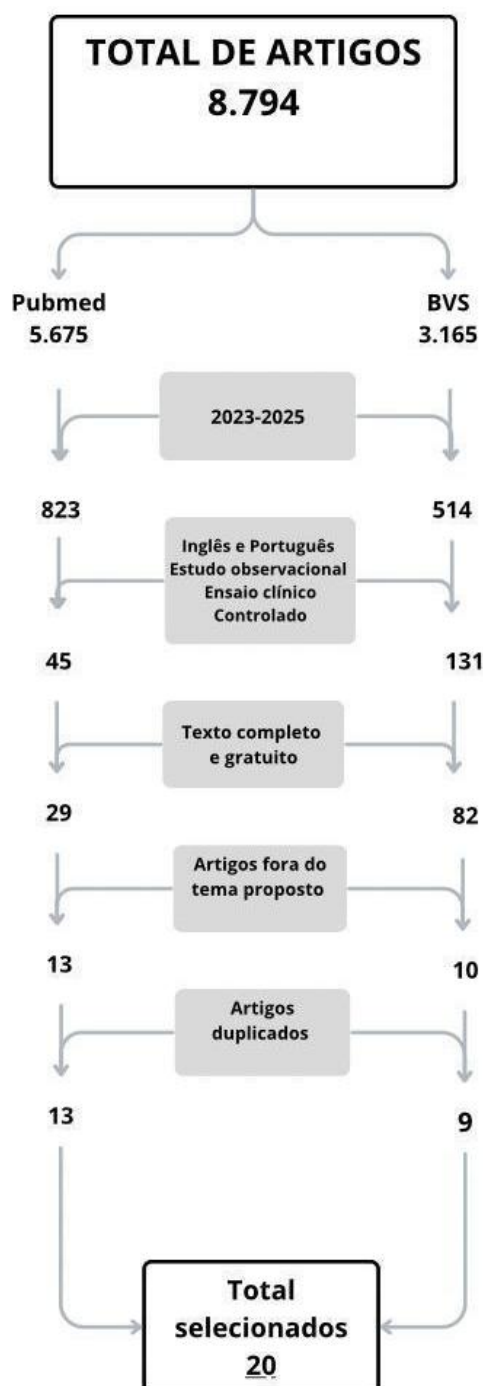 TOTAL DE ARTIGOS
8.794
Pubmed
5.675
BVS
3.165
2023-2025
823
514
Inglês e Português
Estudo observacional
Ensaio clínico
Controlado
45
131
Texto completo
e gratuito
29
82
Artigos fora do
tema proposto
13
10
Artigos
duplicados
13
9
Total
selecionados
20